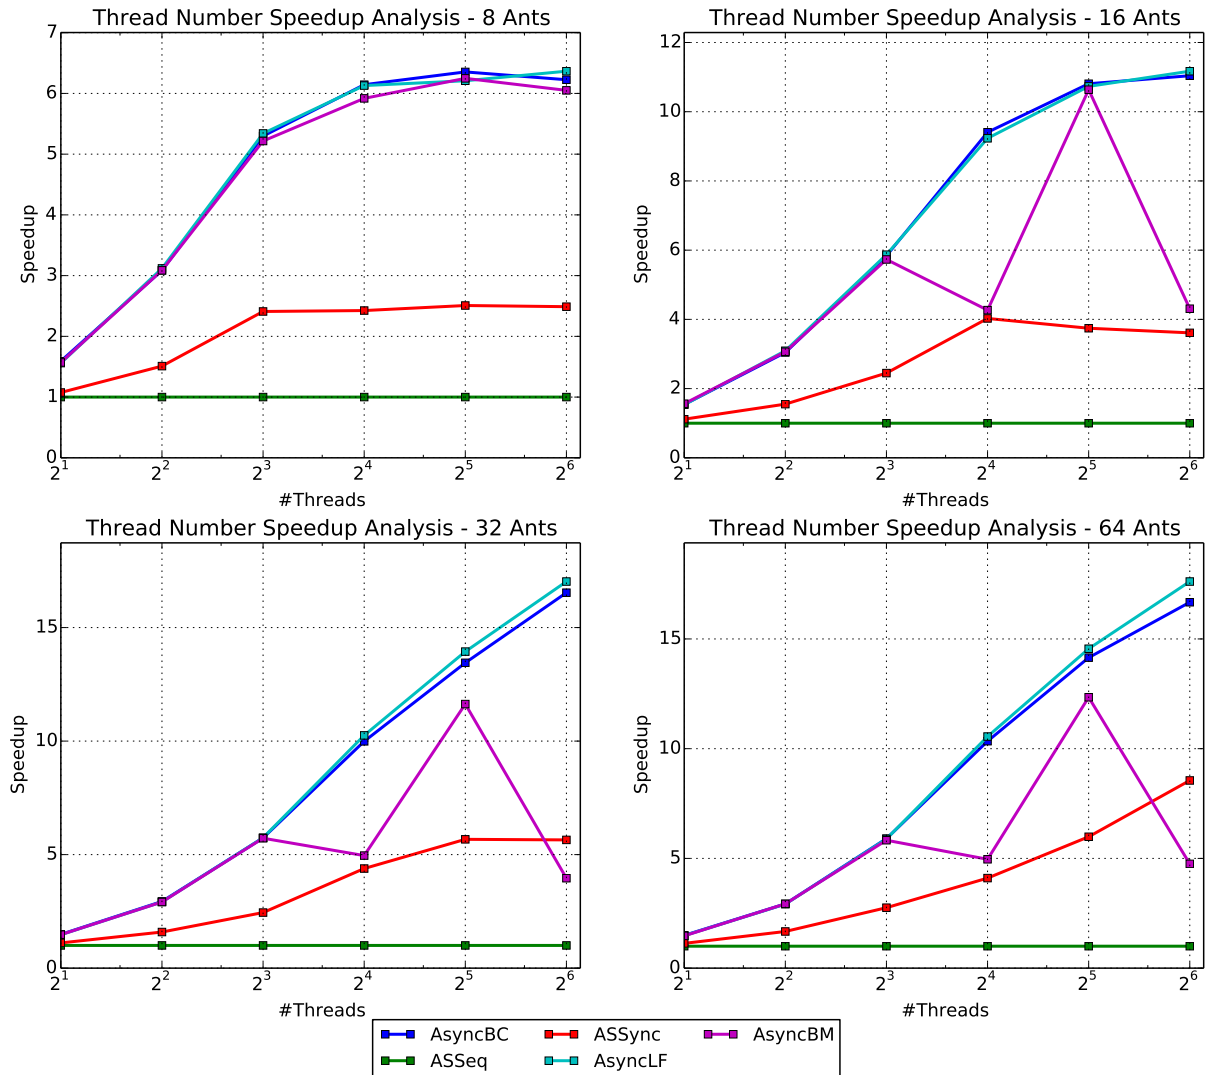 Thread Number Speedup Analysis - 8 Ants
7
6
5
4
3
2
1
0
Speedup
2^1 2^2 2^3 2^4 2^5 2^6
#Threads
Thread Number Speedup Analysis - 16 Ants
12
10
8
6
4
2
0
Speedup
2^1 2^2 2^3 2^4 2^5 2^6
#Threads
Thread Number Speedup Analysis - 32 Ants
15
10
5
0
Speedup
2^1 2^2 2^3 2^4 2^5 2^6
#Threads
Thread Number Speedup Analysis - 64 Ants
15
10
5
0
Speedup
2^1 2^2 2^3 2^4 2^5 2^6
#Threads
AsyncBC ASSync AsyncBM
ASSeq AsyncLF